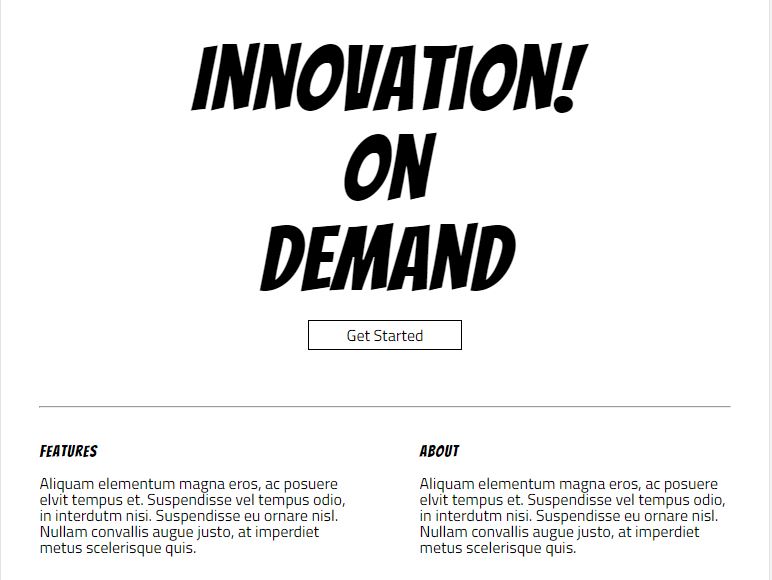 INNOVATION!
ON
DEMAND
Get Started
FEATURES
Aliquam elementum magna eros, ac posuere
elvit tempus et. Suspendisse vel tempus odio,
in interdutm nisi. Suspendisse eu ornare nisl.
Nullam convallis augue justo, at imperdiet
metus scelerisque quis.
ABOUT
Aliquam elementum magna eros, ac posuere
elvit tempus et. Suspendisse vel tempus odio,
in interdutm nisi. Suspendisse eu ornare nisl.
Nullam convallis augue justo, at imperdiet
metus scelerisque quis.